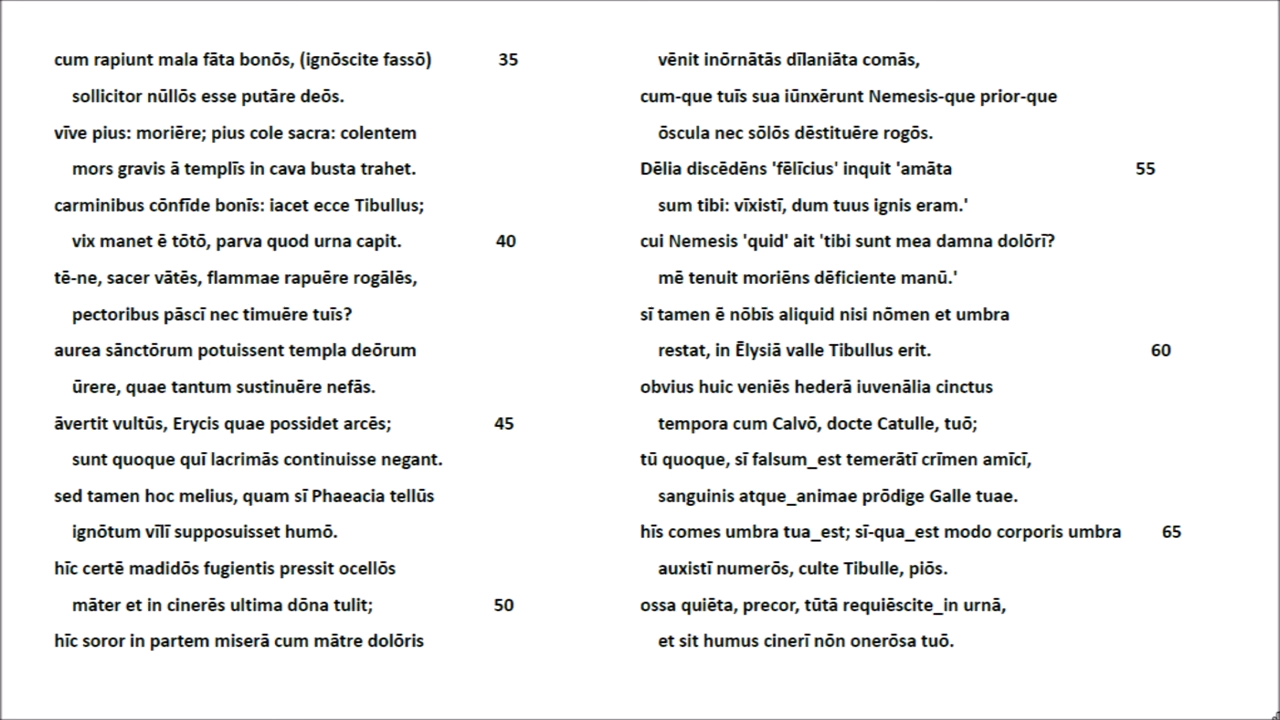 cum rapiunt mala fāta bonōs, (ignōscite fassō) 35
sollicitor nūllōs esse putāre deōs.
vīve pius: moriēre; pius cole sacra: colentem
mors gravis ā templīs in cava busta trahet.
carminibus cōnfīde bonīs: iacet ecce Tibullus;
vix manet ē tōtō, parva quod urna capit. 40
tē-ne, sacer vātēs, flammae rapuēre rogālēs,
pectoribus pāscī nec timuēre tuīs?
aurea sānctōrum potuissent templa deōrum
ūrere, quae tantum sustinuēre nefās.
āvertit vultūs, Erycis quae possidet arcēs; 45
sunt quoque quī lacrimās continuisse negant.
sed tamen hoc melius, quam sī Phaeacia tellūs
ignōtum vīlī supposuisset humō.
hīc certē madidōs fugientis pressit ocellōs
māter et in cinerēs ultima dōna tulit; 50
hīc soror in partem miserā cum mātre dolōris
vēnit inōrnātās dīlaniāta comās,
cum-que tuīs sua iūnxērunt Nemesis-que prior-que
ōscula nec sōlōs dēstituēre rogōs.
Dēlia discēdēns 'fēlīcius' inquit 'amāta 55
sum tibi: vīxistī, dum tuus ignis eram.'
cui Nemesis 'quid' ait 'tibi sunt mea damna dolōrī?
mē tenuit moriēns dēficiente manū.'
sī tamen ē nōbīs aliquid nisi nōmen et umbra
restat, in Ēlysiā valle Tibullus erit. 60
obvius huic veniēs hederā iuvenālia cinctus
tempora cum Calvō, docte Catulle, tuō;
tū quoque, sī falsum_est temerātī crīmen amīcī,
sanguinis atque_animae prōdige Galle tuae.
hīs comes umbra tua_est; sī-qua_est modo corporis umbra 65
auxistī numerōs, culte Tibulle, piōs.
ossa quiēta, precor, tūtā requiēscite_in urnā,
et sit humus cinerī nōn onerōsa tuō.